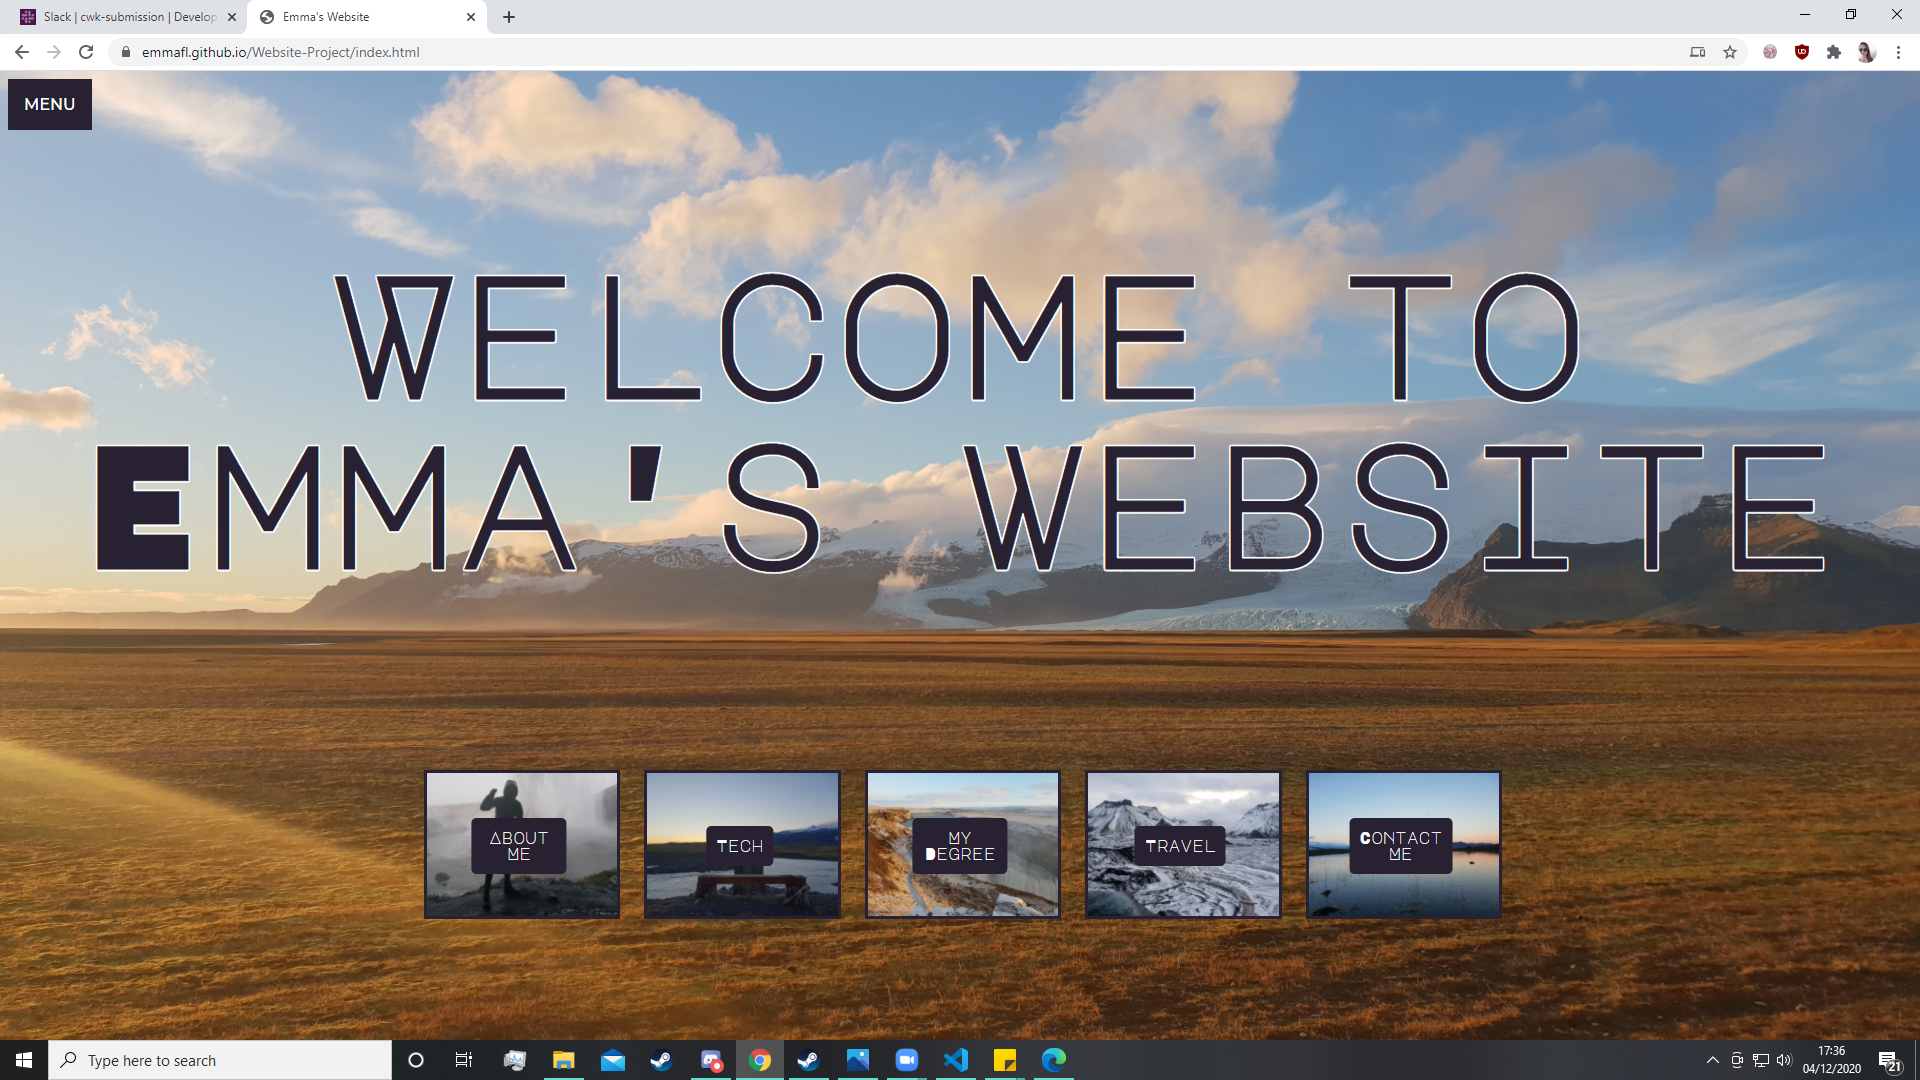 Slack | cwk-submission | Develop
Emma's Website
emmafl.github.io/Website-Project/index.html
MENU
WELCOME TO
EMMA'S WEBSITE
ABOUT
ME
TECH
MY
DEGREE
TRAVEL
CONTACT
ME
Type here to search
17:36
04/12/2020
21